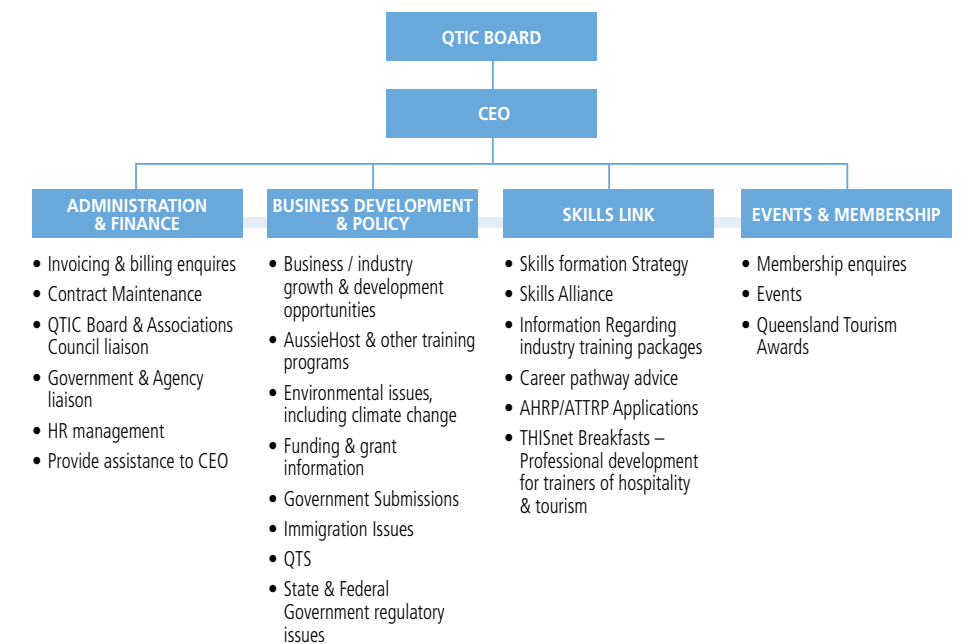 QTIC BOARD
CEO
ADMINISTRATION
& FINANCE
• Invoicing & billing enquires
• Contract Maintenance
• QTIC Board & Associations
Council liaison
• Government & Agency
liaison
• HR management
• Provide assistance to CEO
BUSINESS DEVELOPMENT
& POLICY
• Business / industry
growth & development
opportunities
• AussieHost & other training
programs
• Environmental issues,
including climate change
• Funding & grant
information
• Government Submissions
• Immigration Issues
• QTS
• State & Federal
Government regulatory
issues
SKILLS LINK
• Skills formation Strategy
• Skills Alliance
• Information Regarding
industry training packages
• Career pathway advice
• AHRP/ATTRP Applications
• THISnet Breakfasts –
Professional development
for trainers of hospitality
& tourism
EVENTS & MEMBERSHIP
• Membership enquires
• Events
• Queensland Tourism
Awards